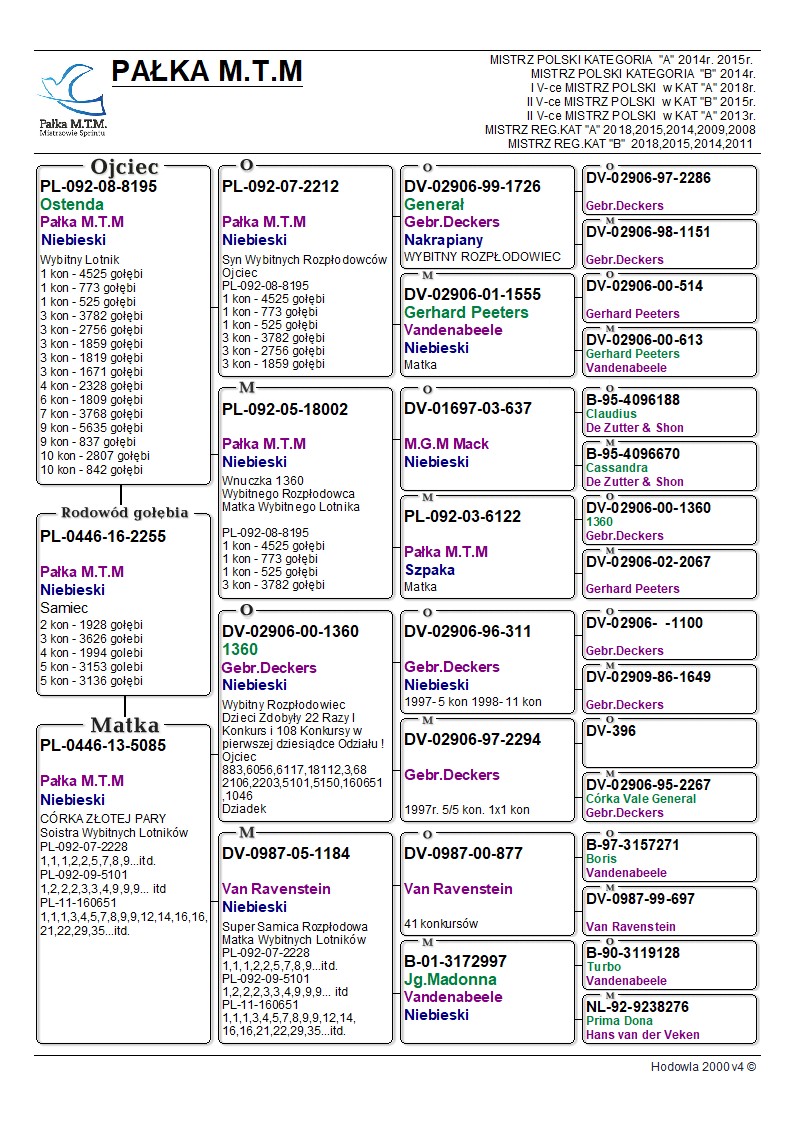 PAŁKA M.T.M
Pałka M.T.M.
Mistrzowie Sprintu
MISTRZ POLSKI KATEGORIA "A" 2014r. 2015r.
MISTRZ POLSKI KATEGORIA "B" 2014r.
I V-ce MISTRZ POLSKI w KAT "A" 2018r.
II V-ce MISTRZ POLSKI w KAT "B" 2015r.
II V-ce MISTRZ POLSKI w KAT "A" 2013r.
MISTRZ REG.KAT "A" 2018,2015,2014,2009,2008
MISTRZ REG.KAT "B" 2018,2015,2014,2011
Ojciec
PL-092-08-8195
Ostenda
Pałka M.T.M
Niebieski
Wybitny Lotnik
1 kon - 4525 gołębi
1 kon - 773 gołębi
1 kon - 525 gołębi
3 kon - 3782 gołębi
3 kon - 2756 gołębi
3 kon - 1859 gołębi
3 kon - 1819 gołębi
3 kon - 1671 gołębi
4 kon - 2328 gołębi
6 kon - 1809 gołębi
7 kon - 3768 gołębi
9 kon - 5635 gołębi
9 kon - 837 gołębi
10 kon - 2807 gołębi
10 kon - 842 gołębi
Rodowód gołębia
PL-0446-16-2255
Pałka M.T.M
Niebieski
Samiec
2 kon - 1928 gołębi
3 kon - 3626 gołębi
4 kon - 1994 golebi
5 kon - 3153 golebi
5 kon - 3136 gołębi
Matka
PL-0446-13-5085
Pałka M.T.M
Niebieski
CÓRKA ZŁOTEJ PARY
Soistra Wybitnych Lotników
PL-092-07-2228
1,1,1,2,2,5,7,8,9...itd.
PL-092-09-5101
1,2,2,2,3,3,4,9,9,9... itd
PL-11-160651
1,1,1,3,4,5,7,8,9,9,12,14,16,16,
21,22,29,35...itd.
O
PL-092-07-2212
Pałka M.T.M
Niebieski
Syn Wybitnych Rozpłodowców
Ojciec
PL-092-08-8195
1 kon - 4525 gołębi
1 kon - 773 gołębi
1 kon - 525 gołębi
3 kon - 3782 gołębi
3 kon - 2756 gołębi
3 kon - 1859 gołębi
M
PL-092-05-18002
Pałka M.T.M
Niebieski
Wnuczka 1360
Wybitnego Rozpłodowca
Matka Wybitnego Lotnika
PL-092-08-8195
1 kon - 4525 gołębi
1 kon - 773 gołębi
1 kon - 525 gołębi
3 kon - 3782 gołębi
O
DV-02906-00-1360
1360
Gebr.Deckers
Niebieski
Wybitny Rozpłodowiec
Dzieci Zdobyły 22 Razy I
Konkurs i 108 Konkursy w
pierwszej dziesiądce Odziału !
Ojciec
883,6056,6117,18112,3,68
2106,2203,5101,5150,160651
,1046
Dziadek
M
DV-0987-05-1184
Van Ravenstein
Niebieski
Super Samica Rozpłodowa
Matka Wybitnych Lotników
PL-092-07-2228
1,1,1,2,2,5,7,8,9...itd.
PL-092-09-5101
1,2,2,2,3,3,4,9,9,9... itd
PL-11-160651
1,1,1,3,4,5,7,8,9,9,12,14,
16,16,21,22,29,35...itd.
O
DV-02906-99-1726
Generał
Gebr.Deckers
Nakrapiany
WYBITNY ROZPŁODOWIEC
M
DV-02906-01-1555
Gerhard Peeters
Vandenabeele
Niebieski
Matka
O
DV-01697-03-637
M.G.M Mack
Niebieski
M
PL-092-03-6122
Pałka M.T.M
Szpaka
Matka
O
DV-02906-96-311
Gebr.Deckers
Niebieski
1997- 5 kon 1998- 11 kon
M
DV-02906-97-2294
Gebr.Deckers
1997r. 5/5 kon. 1x1 kon
O
DV-0987-00-877
Van Ravenstein
41 konkursów
M
B-01-3172997
Jg.Madonna
Vandenabeele
Niebieski
O
DV-02906-97-2286
Gebr.Deckers
M
DV-02906-98-1151
Gebr.Deckers
O
DV-02906-00-514
Gerhard Peeters
M
DV-02906-00-613
Gerhard Peeters
Vandenabeele
O
B-95-4096188
Claudius
De Zutter & Shon
M
B-95-4096670
Cassandra
De Zutter & Shon
O
DV-02906-00-1360
1360
Gebr.Deckers
M
DV-02906-02-2067
Gerhard Peeters
O
DV-02906- -1100
Gebr.Deckers
M
DV-02909-86-1649
Gebr.Deckers
O
DV-396
M
DV-02906-95-2267
Córka Vale General
Gebr.Deckers
O
B-97-3157271
Boris
Vandenabeele
M
DV-0987-99-697
Van Ravenstein
O
B-90-3119128
Turbo
Vandenabeele
M
NL-92-9238276
Prima Dona
Hans van der Veken
Hodowla 2000 v4 ©